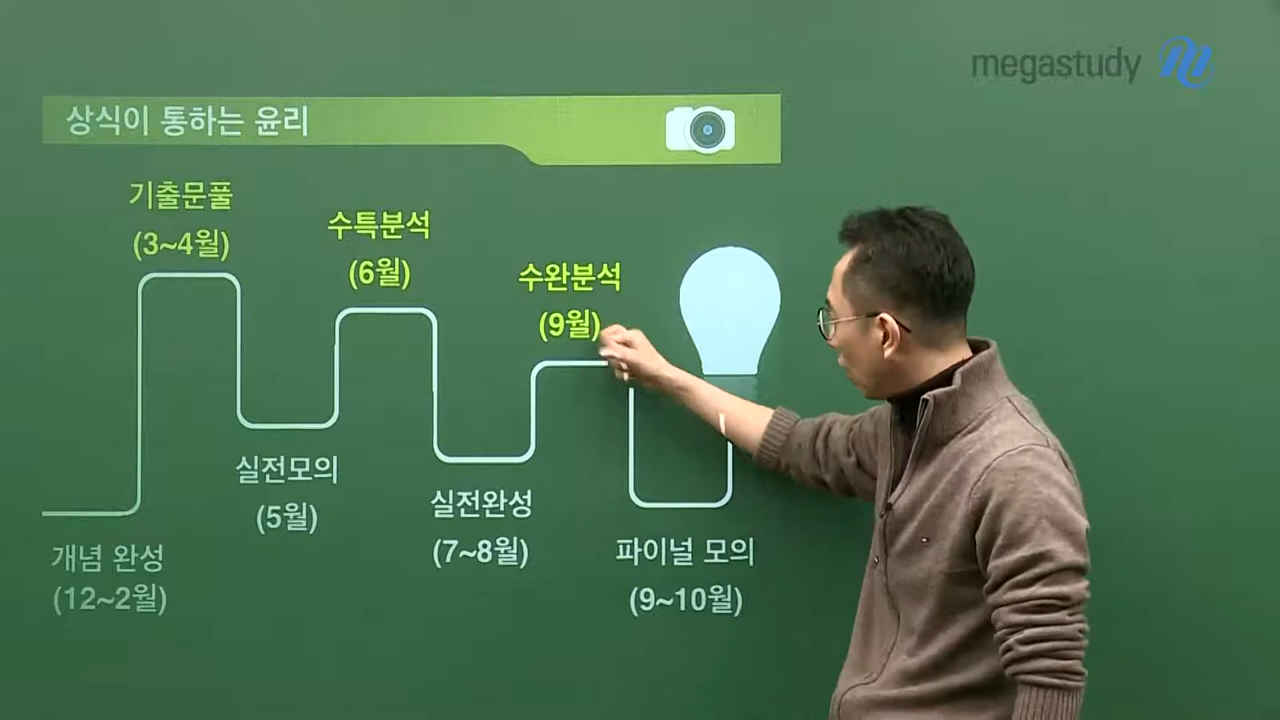 megastudy
상식이 통하는 윤리
기출문풀
(3~4월)
수특분석
(6월)
수완분석
(9월)
실전모의
(5월)
실전완성
(7~8월)
개념 완성
(12~2월)
파이널 모의
(9~10월)